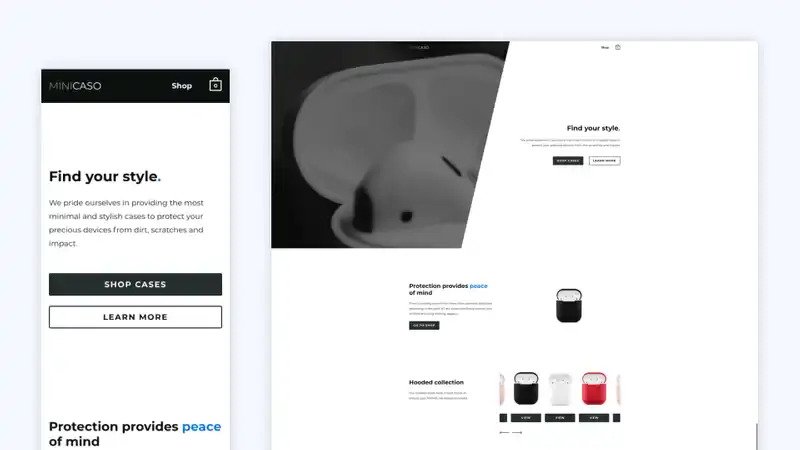 MINICASO
Shop
0
Find your style.
We pride ourselves in providing the most
minimal and stylish cases to protect your
precious devices from dirt, scratches and
impact.
SHOP CASES
LEARN MORE
Protection provides peace
of mind
MINICASO
Shop
Find your style.
SHOP CASES
LEARN MORE
Protection provides peace
of mind
GO TO SHOP
Hooded collection
VIEW
VIEW
VIEW